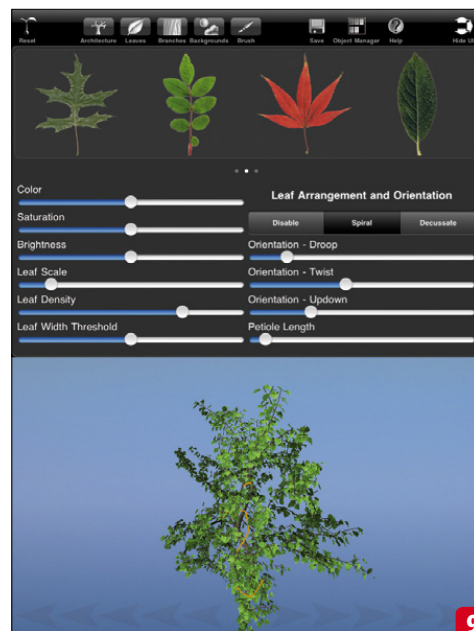 Reset Architecture Leaves Branches Backgrounds Brush Save Object Manager Help Hide UI
Color
Saturation
Brightness
Leaf Scale
Leaf Density
Leaf Width Threshold
Leaf Arrangement and Orientation
Disable Spiral Decussate
Orientation - Droop
Orientation - Twist
Orientation - Updown
Petiole Length